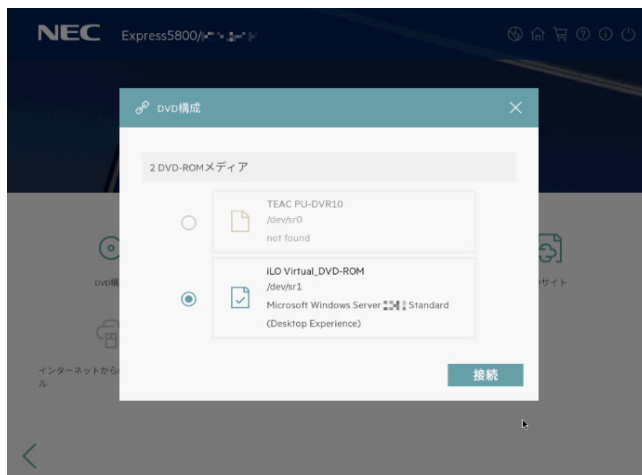 NEC Express5800/
DVD構成
2 DVD-ROMメディア
TEAC PU-DVR10
/dev/sr0
not found
iLO Virtual_DVD-ROM
/dev/sr1
Microsoft Windows Server Standard
(Desktop Experience)
DVD構
サイト
インターネットから
ル
接続